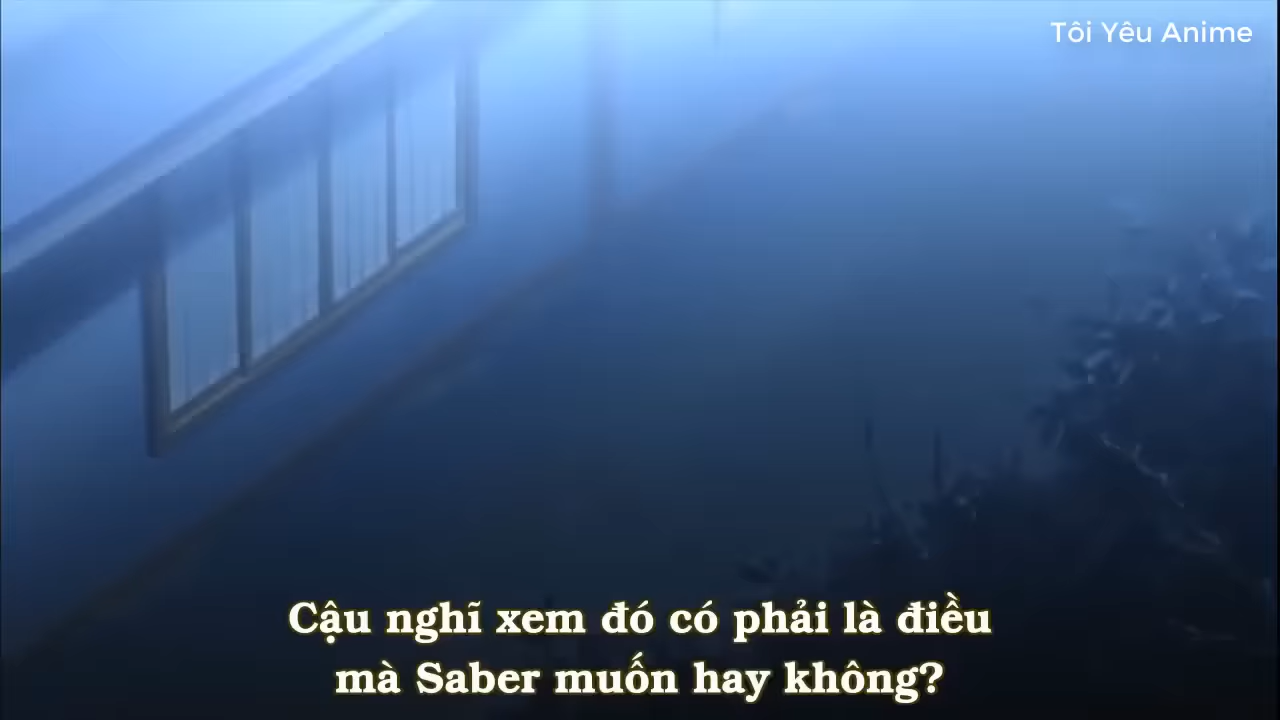 Tôi Yêu Anime
Cậu nghĩ xem đó có phải là điều
mà Saber muốn hay không?